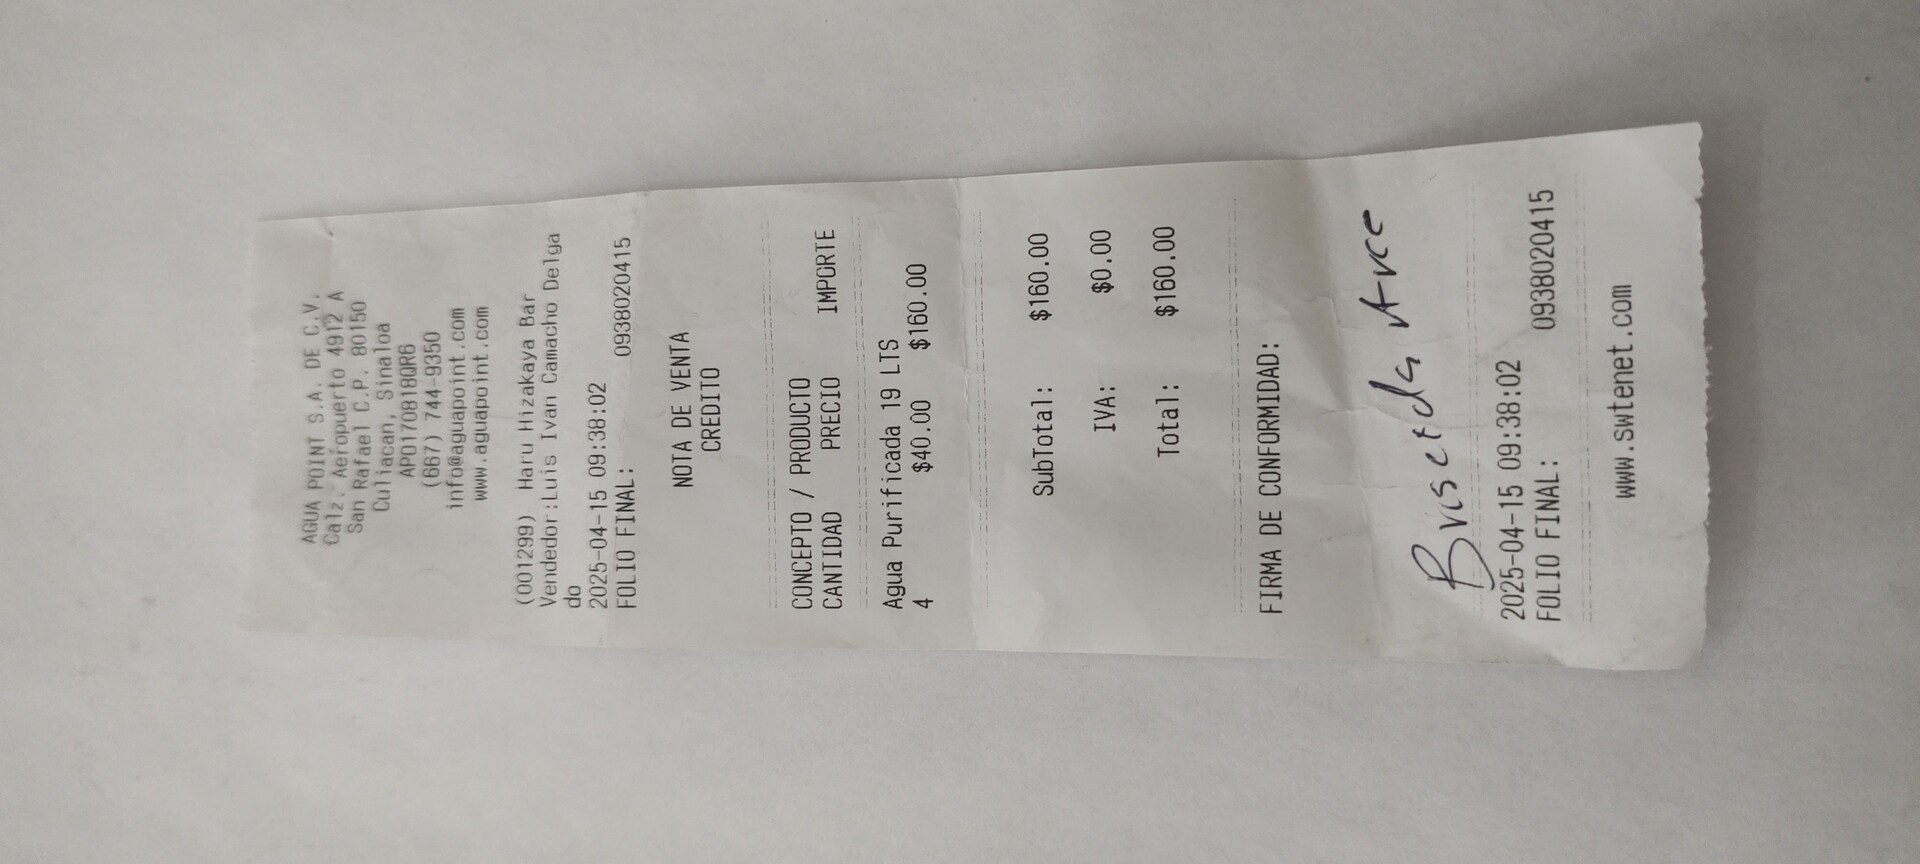 AGUA POINT S.A. DE C.V.
Calz. Aeropuerto 4912 A
San Rafael C.P. 80150
Culiacan, Sinaloa
APO170818QR6
(667) 744-9350
info@aguapoint.com
www.aguapoint.com
(001299) Haru Hizakaya Bar
Vendedor:Luis Ivan Camacho Delga
do
2025-04-15 09:38:02
FOLIO FINAL: 0938020415
NOTA DE VENTA
CREDITO
CONCEPTO / PRODUCTO
CANTIDAD PRECIO IMPORTE
Agua Purificada 19 LTS
4 $40.00 $160.00
SubTotal: $160.00
IVA: $0.00
Total: $160.00
FIRMA DE CONFORMIDAD:
Briseida Arce
2025-04-15 09:38:02
FOLIO FINAL: 0938020415
www.Swtenet.com